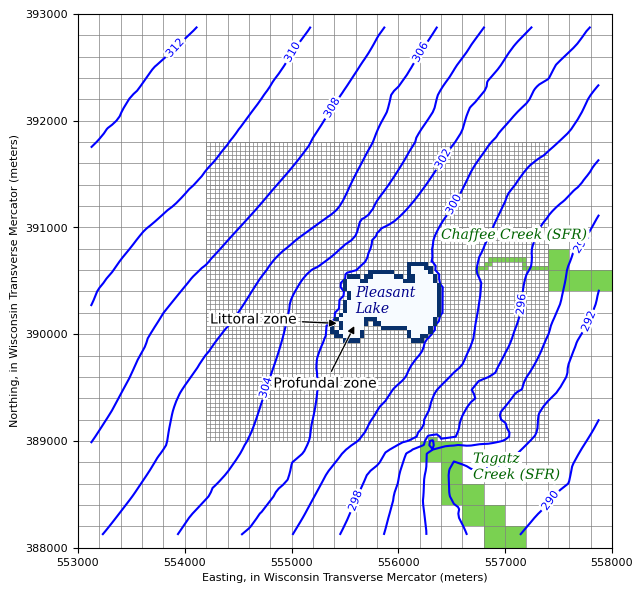 393000
392000
391000
390000
389000
388000
553000
554000
555000
556000
557000
558000
Northing, in Wisconsin Transverse Mercator (meters)
Easting, in Wisconsin Transverse Mercator (meters)
312
310
308
306
302
300
304
298
296
292
290
Chaffee Creek (SFR)
Pleasant
Lake
Littoral zone
Profundal zone
Tagatz
Creek (SFR)